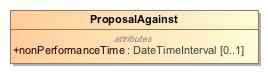 ProposalAgainst
attributes
+nonPerformanceTime : DateTimeInterval [0..1]